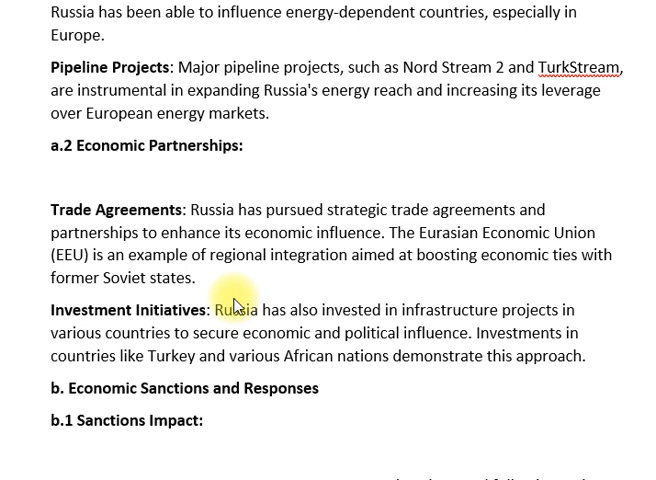 Russia has been able to influence energy-dependent countries, especially in
Europe.
Pipeline Projects: Major pipeline projects, such as Nord Stream 2 and TurkStream,
are instrumental in expanding Russia's energy reach and increasing its leverage
over European energy markets.
a.2 Economic Partnerships:
Trade Agreements: Russia has pursued strategic trade agreements and
partnerships to enhance its economic influence. The Eurasian Economic Union
(EEU) is an example of regional integration aimed at boosting economic ties with
former Soviet states.
Investment Initiatives: Russia has also invested in infrastructure projects in
various countries to secure economic and political influence. Investments in
countries like Turkey and various African nations demonstrate this approach.
b. Economic Sanctions and Responses
b.1 Sanctions Impact: